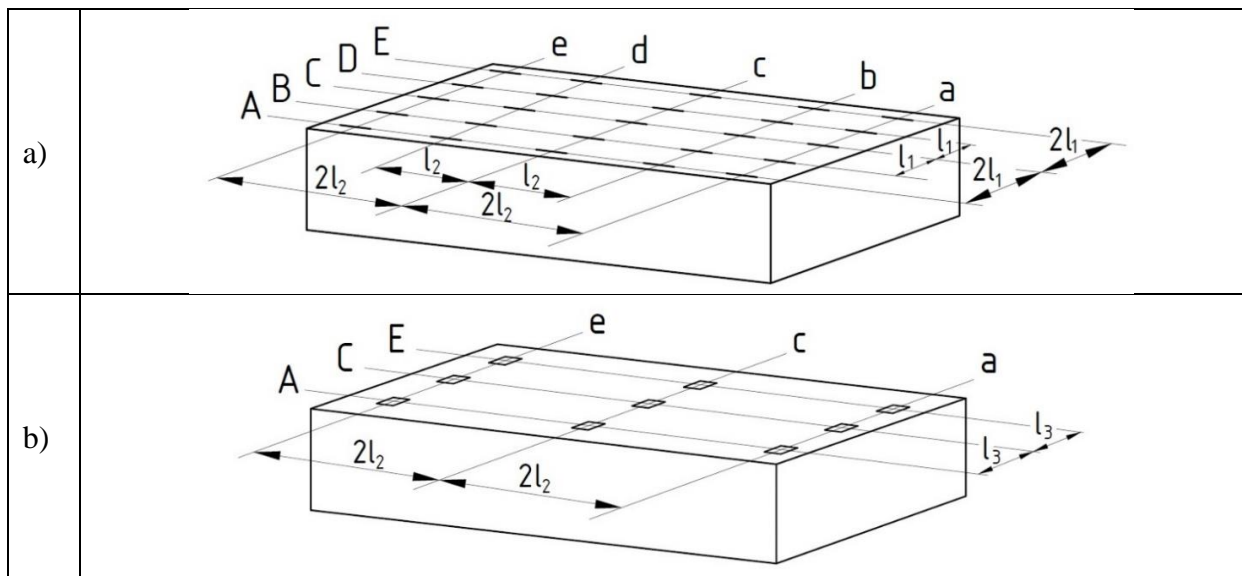 a)
E e d c b a
D
C
B
A
l₁ l₁ 2l₁
2l₂ l₂ l₂ 2l₂ 2l₁
b)
E e c a
C
A
l₃ l₃
2l₂ 2l₂